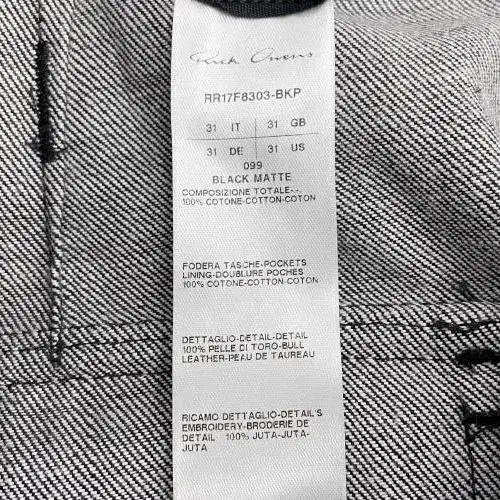 Rick Owens
RR17F8303-BKP
31 IT 31 GB
31 DE 31 US
099
BLACK MATTE
COMPOSIZIONE TOTALE-.
100% COTONE-COTTON-COTON
FODERA TASCHE-POCKETS
LINING-DOUBLURE POCHES
100% COTONE-COTTON-COTON
DETTAGLIO-DETAIL-DETAIL
100% PELLE DI TORO-BULL
LEATHER-PEAU DE TAUREAU
RICAMO DETTAGLIO-DETAIL'S
EMBROIDERY-BRODERIE DE
DETAIL 100% JUTA-JUTA-
JUTA